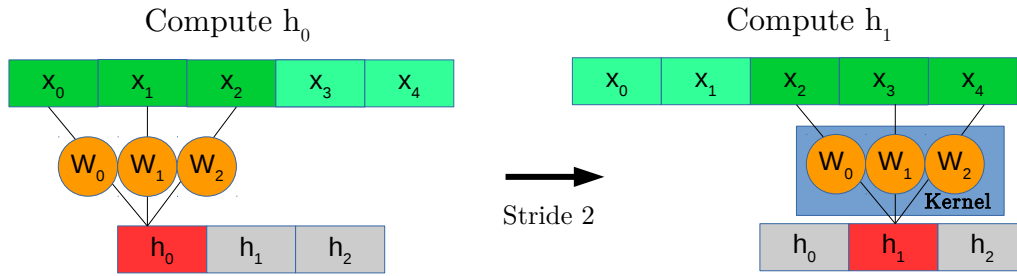 Compute h₀
x₀ x₁ x₂ x₃ x₄
W₀ W₁ W₂
h₀ h₁ h₂
Stride 2
Compute h₁
x₀ x₁ x₂ x₃ x₄
W₀ W₁ W₂
Kernel
h₀ h₁ h₂